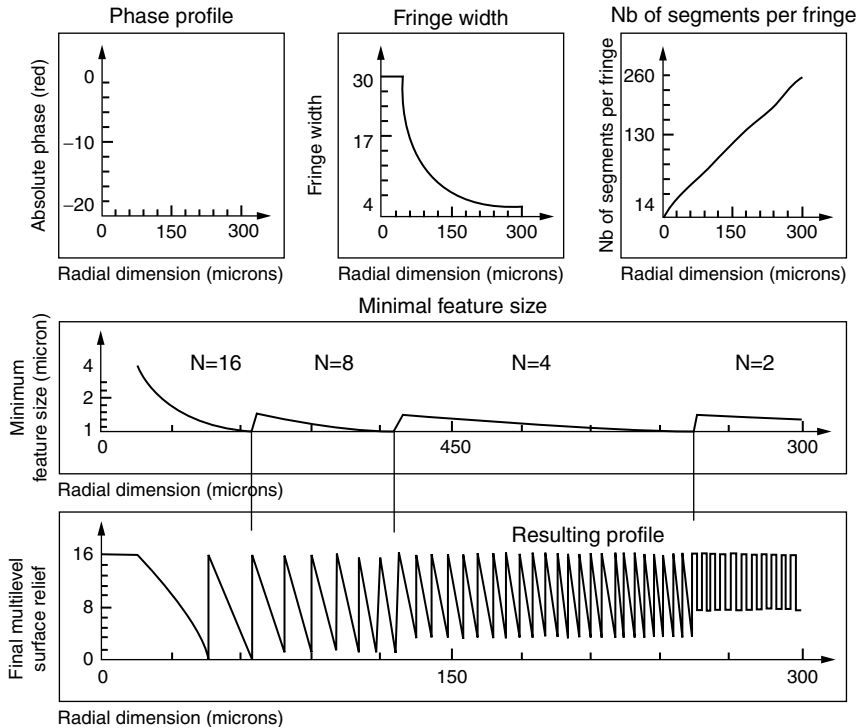 Phase profile
Absolute phase (red)
0
–10
–20
0 150 300
Radial dimension (microns)
Fringe width
Fringe width
30
17
4
0 150 300
Radial dimension (microns)
Nb of segments per fringe
Nb of segments per fringe
260
130
14
0 150 300
Radial dimension (microns)
Minimal feature size
Minimum
feature size (micron)
4
2
1
N=16 N=8 N=4 N=2
0 450 300
Radial dimension (microns)
Resulting profile
Final multilevel
surface relief
16
8
0
0 150 300
Radial dimension (microns)